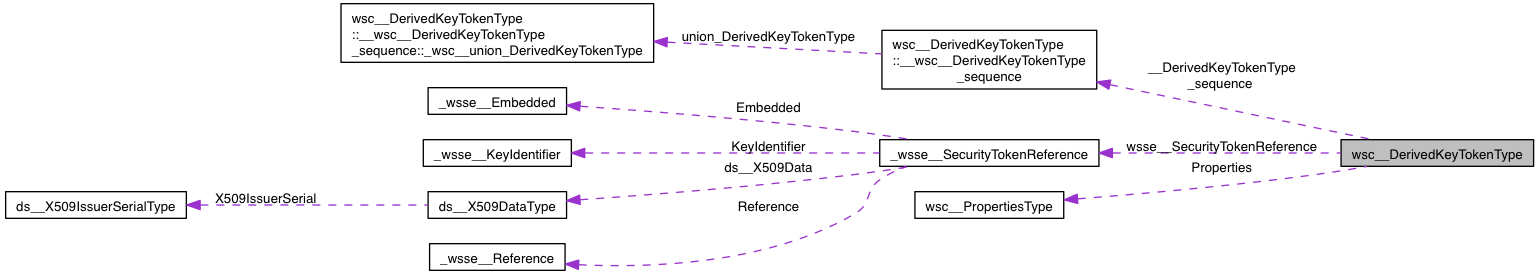 wsc__DerivedKeyTokenType
::__wsc__DerivedKeyTokenType
_sequence::_wsc__union_DerivedKeyTokenType
union_DerivedKeyTokenType
wsc__DerivedKeyTokenType
::__wsc__DerivedKeyTokenType
_sequence
__DerivedKeyTokenType
_sequence
_wsse__Embedded
Embedded
_wsse__KeyIdentifier
KeyIdentifier
_wsse__SecurityTokenReference
wsse__SecurityTokenReference
wsc__DerivedKeyTokenType
ds__X509Data
Properties
ds__X509IssuerSerialType
X509IssuerSerial
ds__X509DataType
Reference
wsc__PropertiesType
_wsse__Reference